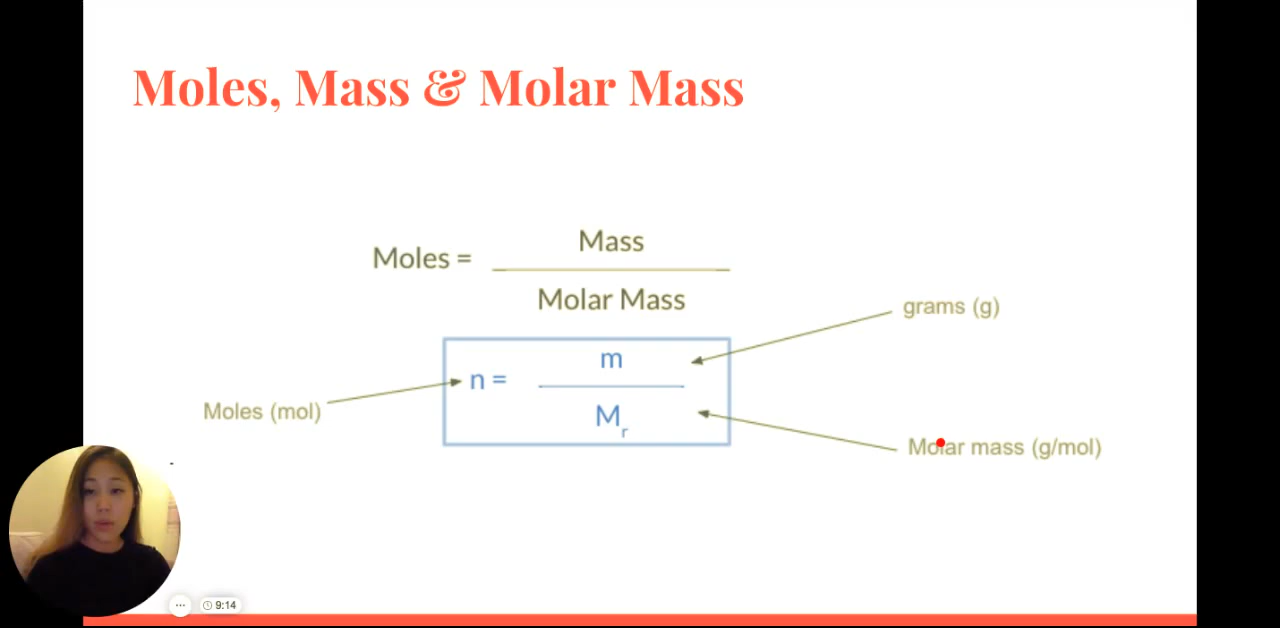 Moles, Mass & Molar Mass
Moles =
Mass
Molar Mass
grams (g)
n =
m
Mr
Moles (mol)
Molar mass (g/mol)
9:14